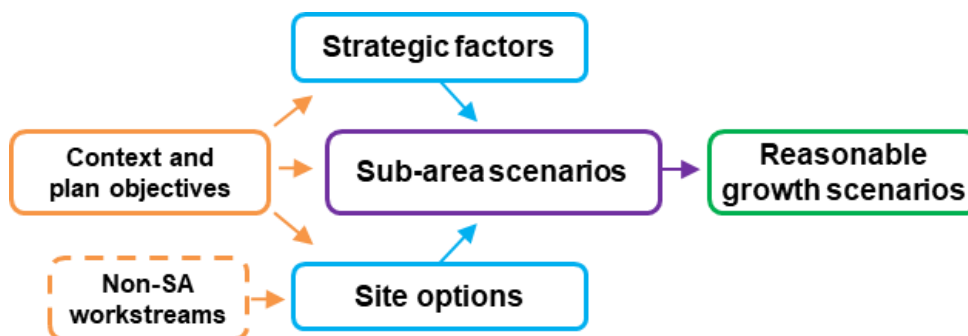 Strategic factors
Context and
plan objectives
Sub-area scenarios
Reasonable
growth scenarios
Non-SA
workstreams
Site options